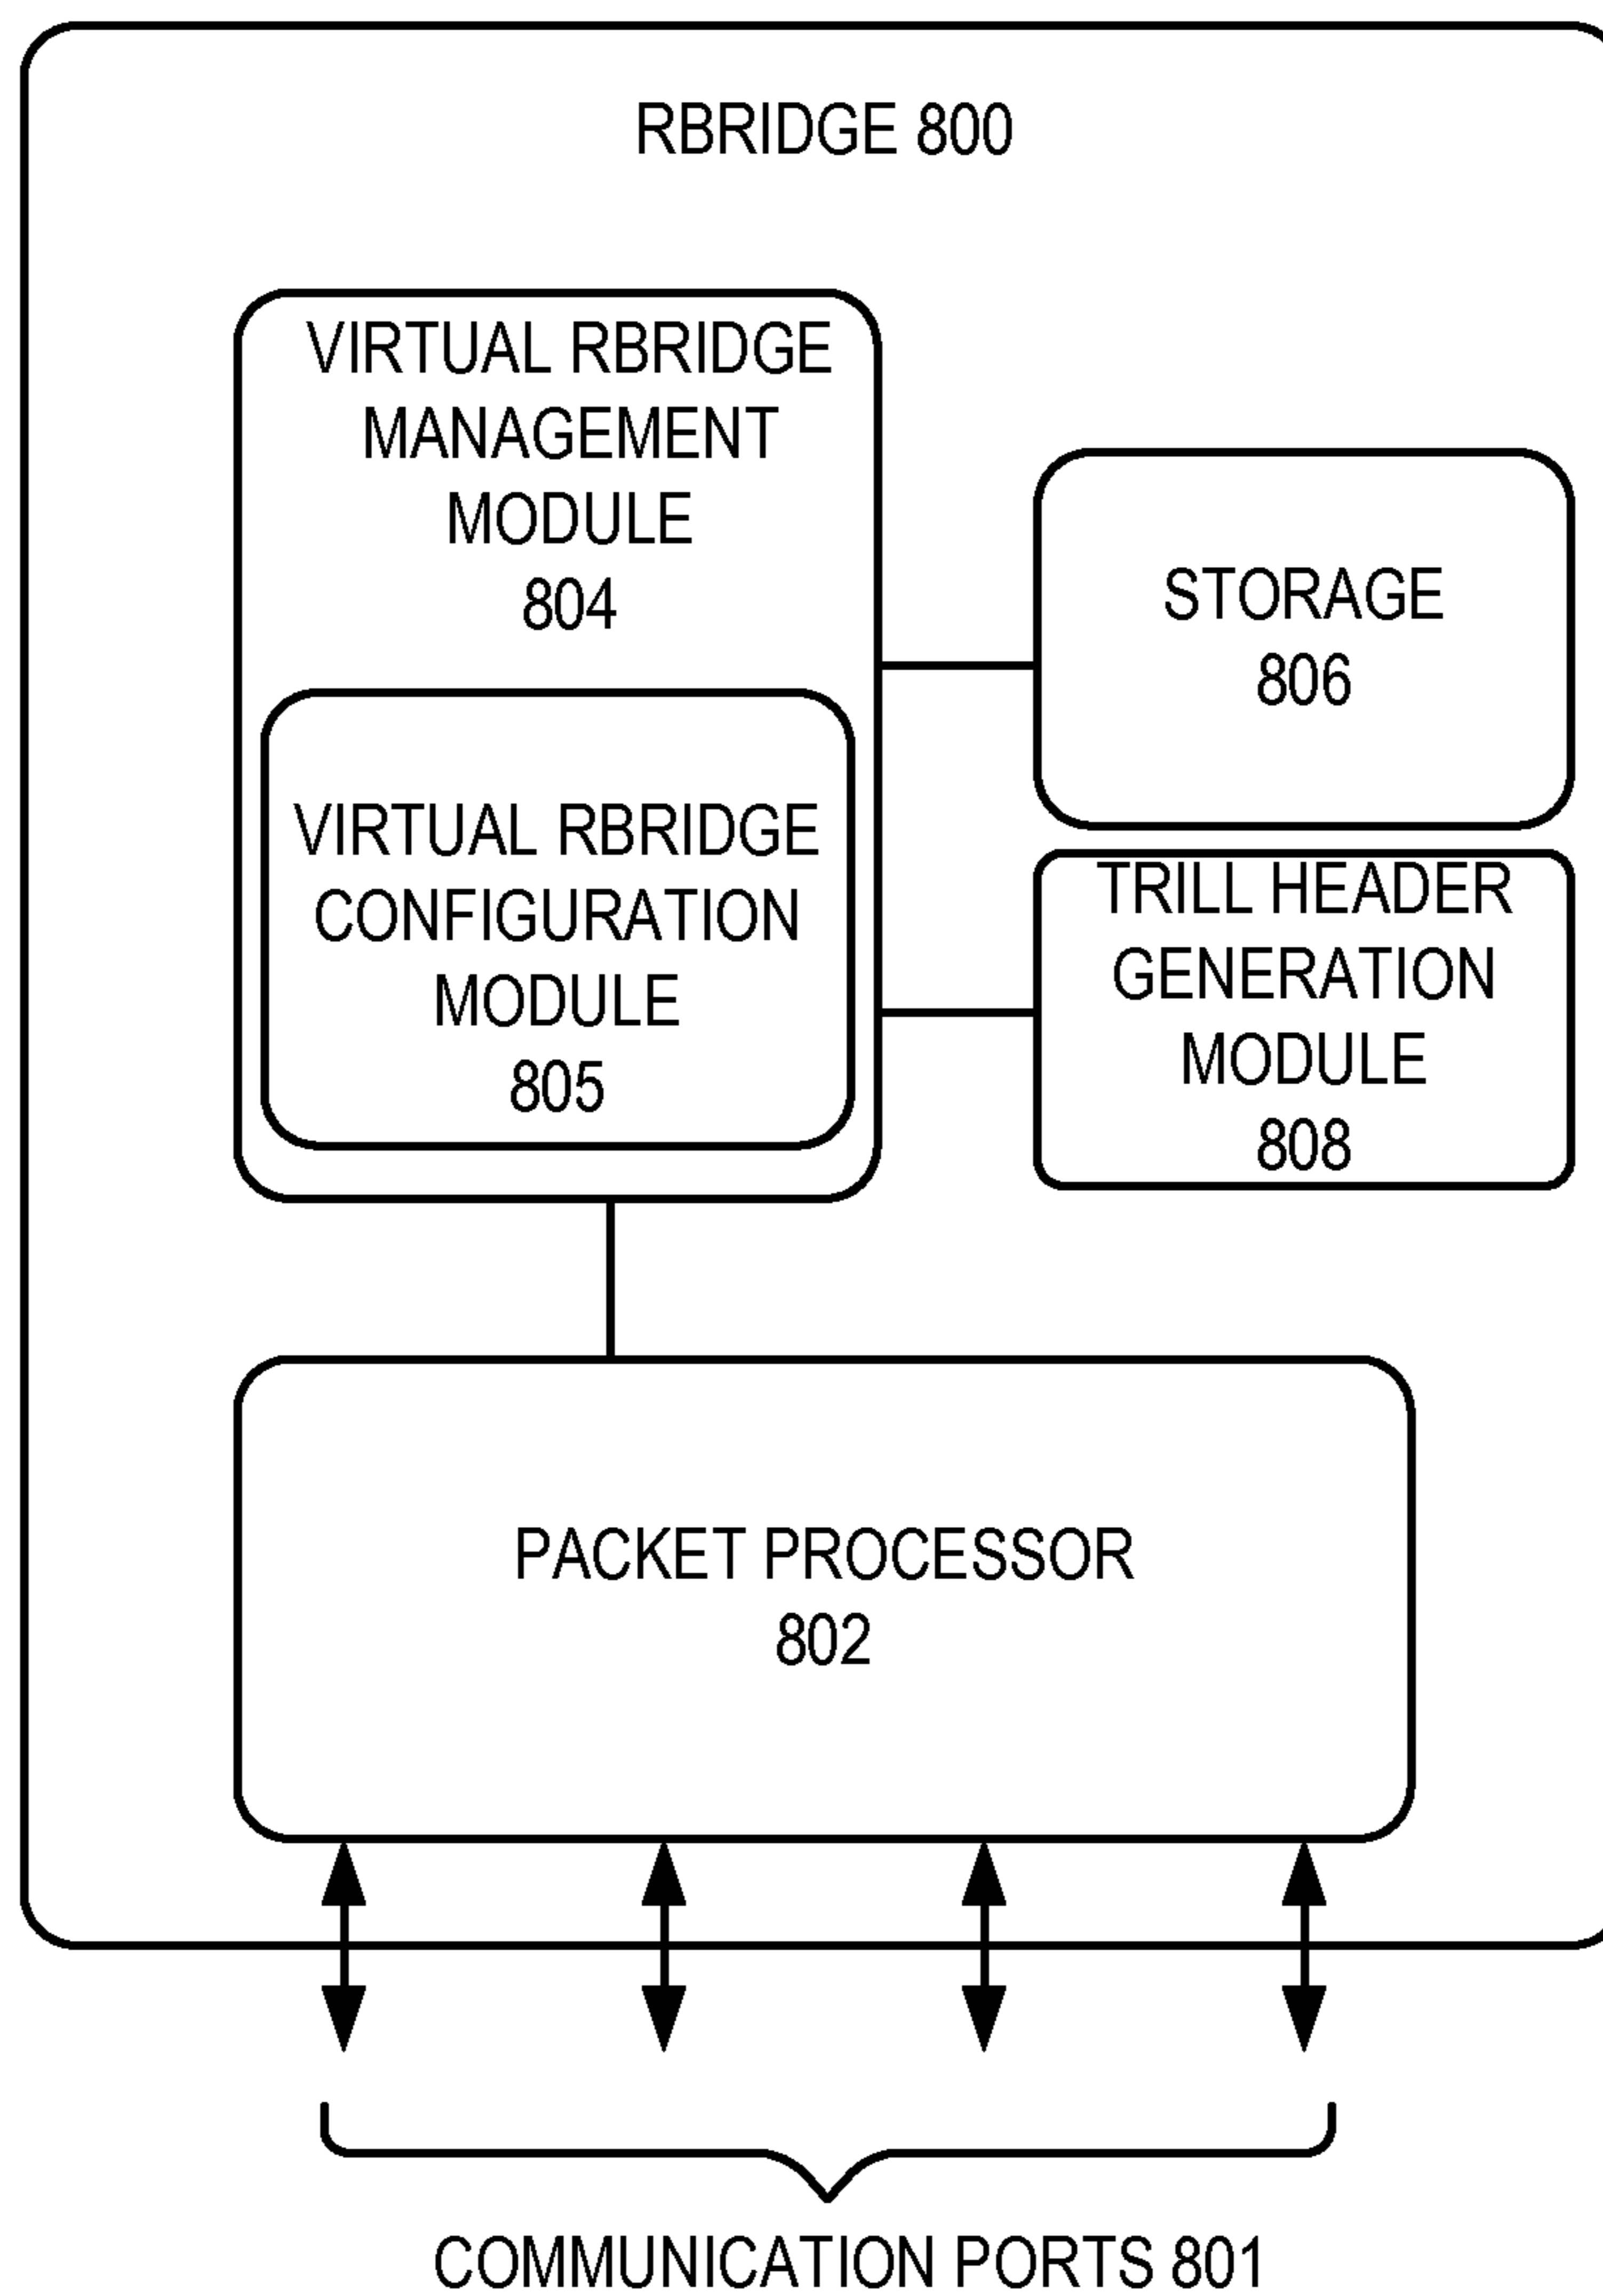 RBRIDGE 800
VIRTUAL RBRIDGE
MANAGEMENT
MODULE
804
VIRTUAL RBRIDGE
CONFIGURATION
MODULE
805
STORAGE
806
TRILL HEADER
GENERATION
MODULE
808
PACKET PROCESSOR
802
COMMUNICATION PORTS 801